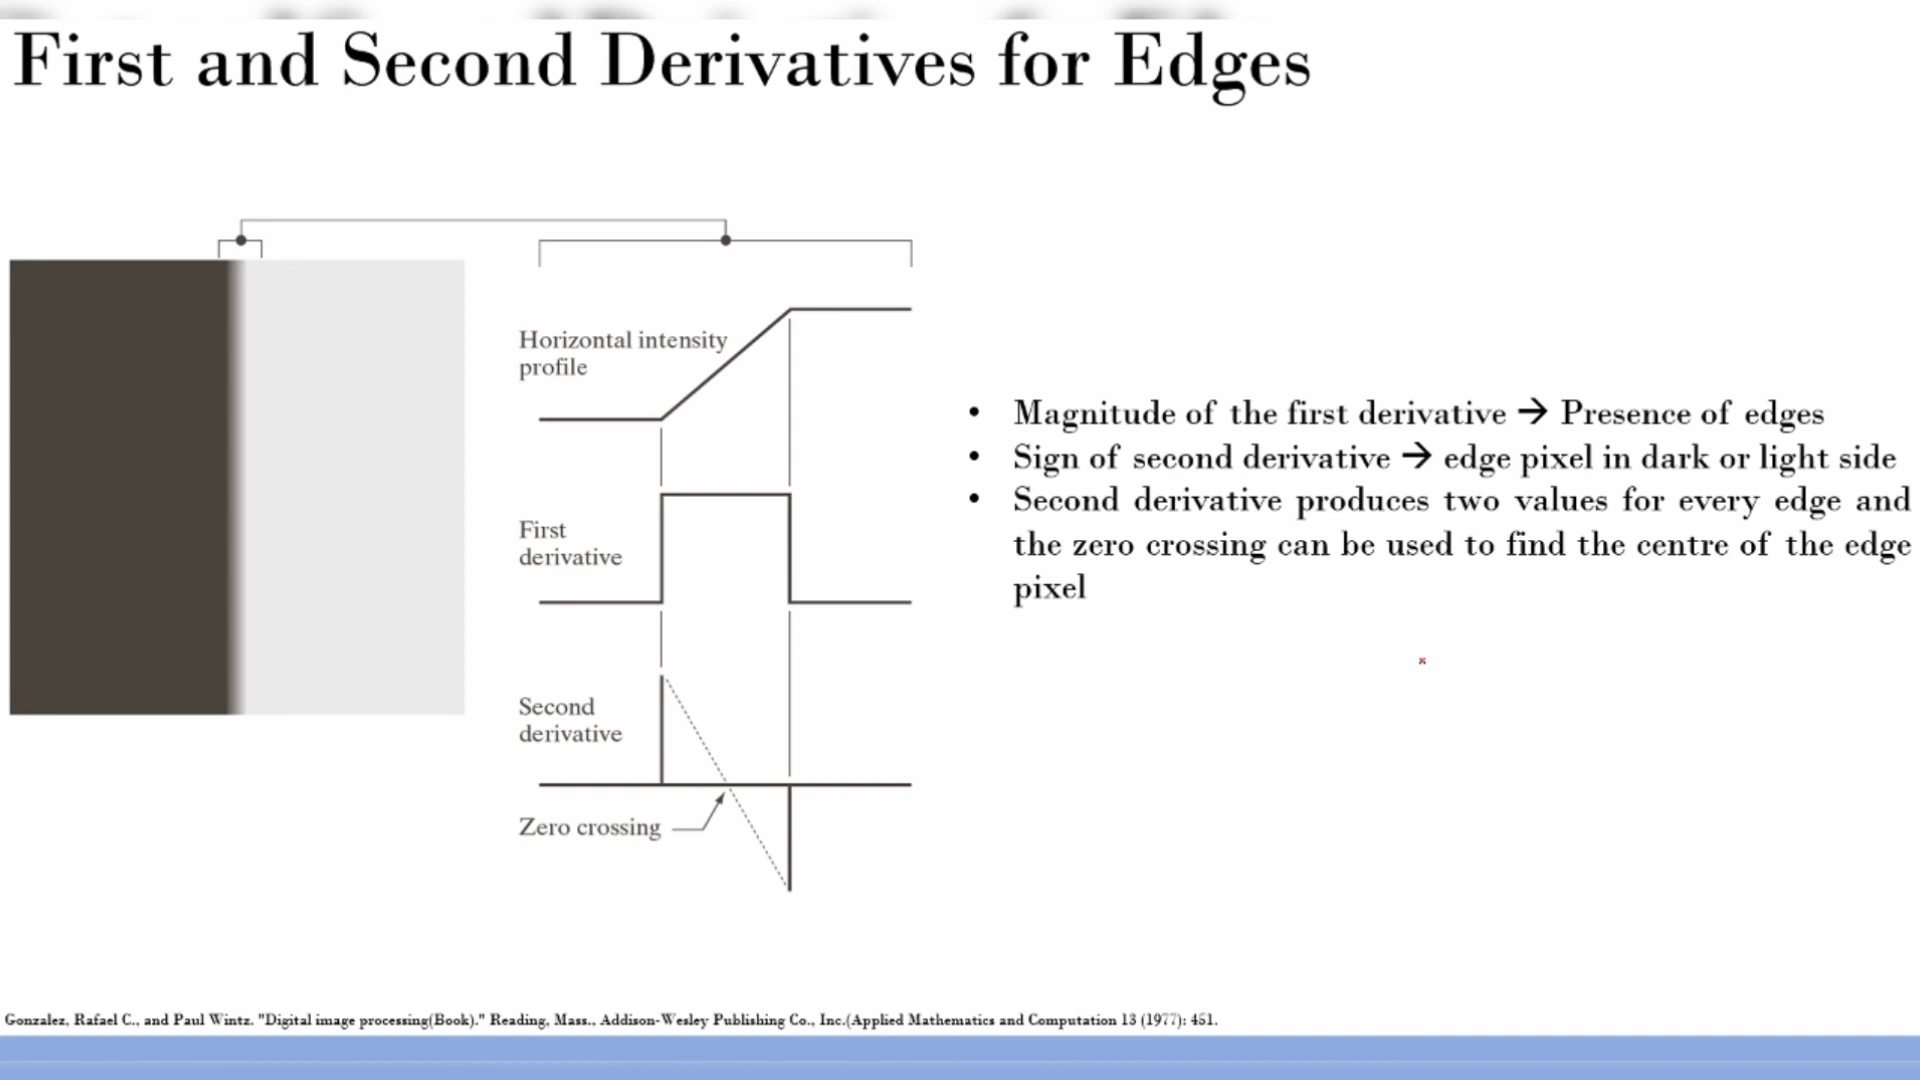 First and Second Derivatives for Edges
Horizontal intensity
profile
First
derivative
Second
derivative
Zero crossing
• Magnitude of the first derivative → Presence of edges
• Sign of second derivative → edge pixel in dark or light side
• Second derivative produces two values for every edge and
the zero crossing can be used to find the centre of the edge
pixel
Gonzalez, Rafael C., and Paul Wintz. "Digital image processing(Book)." Reading, Mass., Addison-Wesley Publishing Co., Inc.(Applied Mathematics and Computation 13 (1977): 451.